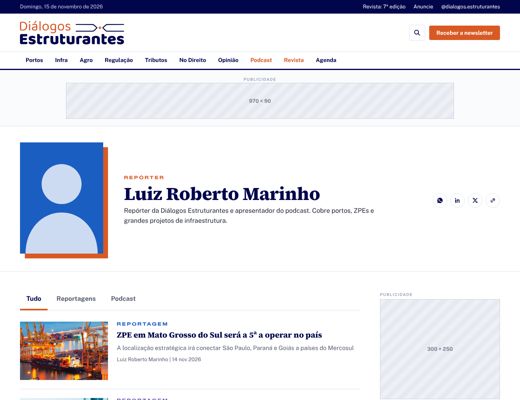 Domingo, 15 de novembro de 2026
Revista: 7ª edição Anuncie @dialogos.estruturantes
Diálogos
Estruturantes
Receber a newsletter
Portos Infra Agro Regulação Tributos No Direito Opinião Podcast Revista Agenda
PUBLICIDADE
970 × 90
REPÓRTER
Luiz Roberto Marinho
Repórter da Diálogos Estruturantes e apresentador do podcast. Cobre portos, ZPEs e
grandes projetos de infraestrutura.
Tudo Reportagens Podcast
REPORTAGEM
ZPE em Mato Grosso do Sul será a 5ª a operar no país
A localização estratégica irá conectar São Paulo, Paraná e Goiás a países do Mercosul
Luiz Roberto Marinho | 14 nov 2026
PUBLICIDADE
300 × 250